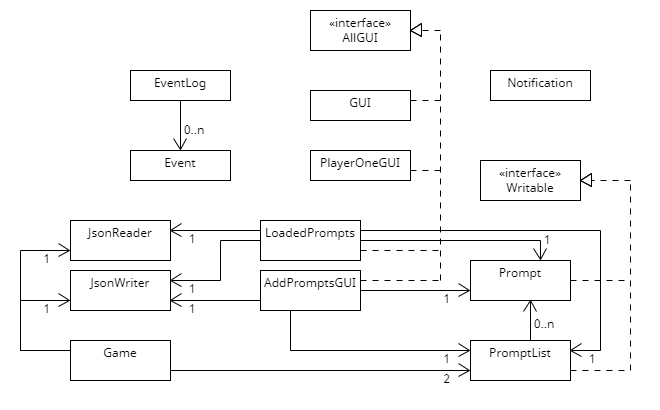 «interface»
AllGUI
EventLog
Notification
GUI
0..n
Event
PlayerOneGUI
«interface»
Writable
JsonReader
1
LoadedPrompts
1
1
Prompt
JsonWriter
1
AddPromptsGUI
1
1
1
0..n
Game
1
PromptList
1
2